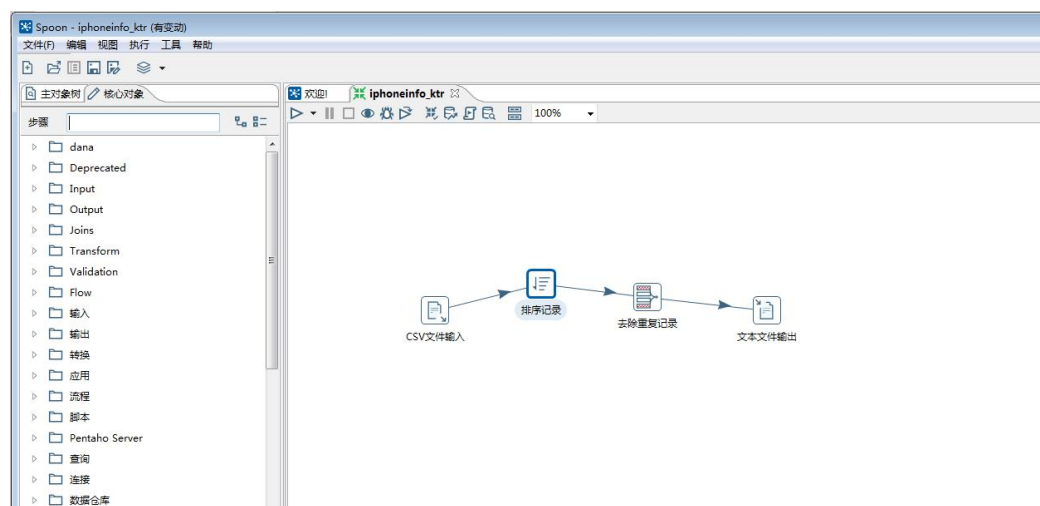 Spoon - iphoneinfo_ktr (有变动)
文件(F) 编辑 视图 执行 工具 帮助
主对象树 核心对象
步骤
dana
Deprecated
Input
Output
Joins
Transform
Validation
Flow
输入
输出
转换
应用
流程
脚本
Pentaho Server
查询
连接
数据仓库
欢迎! iphoneinfo_ktr
100%
CSV文件输入
排序记录
去除重复记录
文本文件输出